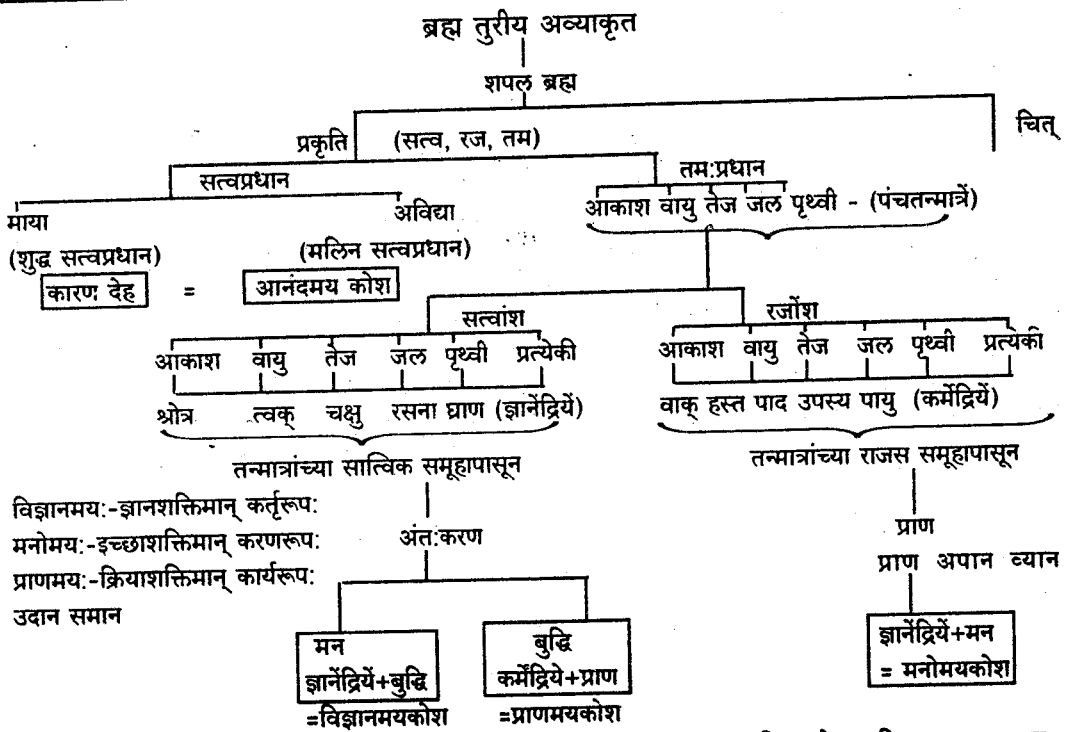 ब्रह्म तुरीय अव्याकृत
शपल ब्रह्म
प्रकृति (सत्व, रज, तम) चित्
सत्वप्रधान तम:प्रधान
माया अविद्या आकाश वायु तेज जल पृथ्वी - (पंचतन्मात्रें)
(शुद्ध सत्वप्रधान) (मलिन सत्वप्रधान)
कारण देह = आनंदमय कोश
सत्वांश रजोंश
आकाश वायु तेज जल पृथ्वी प्रत्येकी आकाश वायु तेज जल पृथ्वी प्रत्येकी
श्रोत्र त्वक् चक्षु रसना घ्राण (ज्ञानेंद्रियें) वाक् हस्त पाद उपस्य पायु (कर्मेद्रियें)
तन्मात्रांच्या सात्विक समूहापासून तन्मात्रांच्या राजस समूहापासून
विज्ञानमय:-ज्ञानशक्तिमान् कर्तृरूप:
मनोमय:-इच्छाशक्तिमान् करणरूप: अंत:करण प्राण
प्राणमय:-क्रियाशक्तिमान् कार्यरूप: प्राण अपान व्यान
उदान समान
मन बुद्धि ज्ञानेंद्रियें+मन
ज्ञानेंद्रियें+बुद्धि कर्मेंद्रिये+प्राण = मनोमयकोश
=विज्ञानमयकोश =प्राणमयकोश